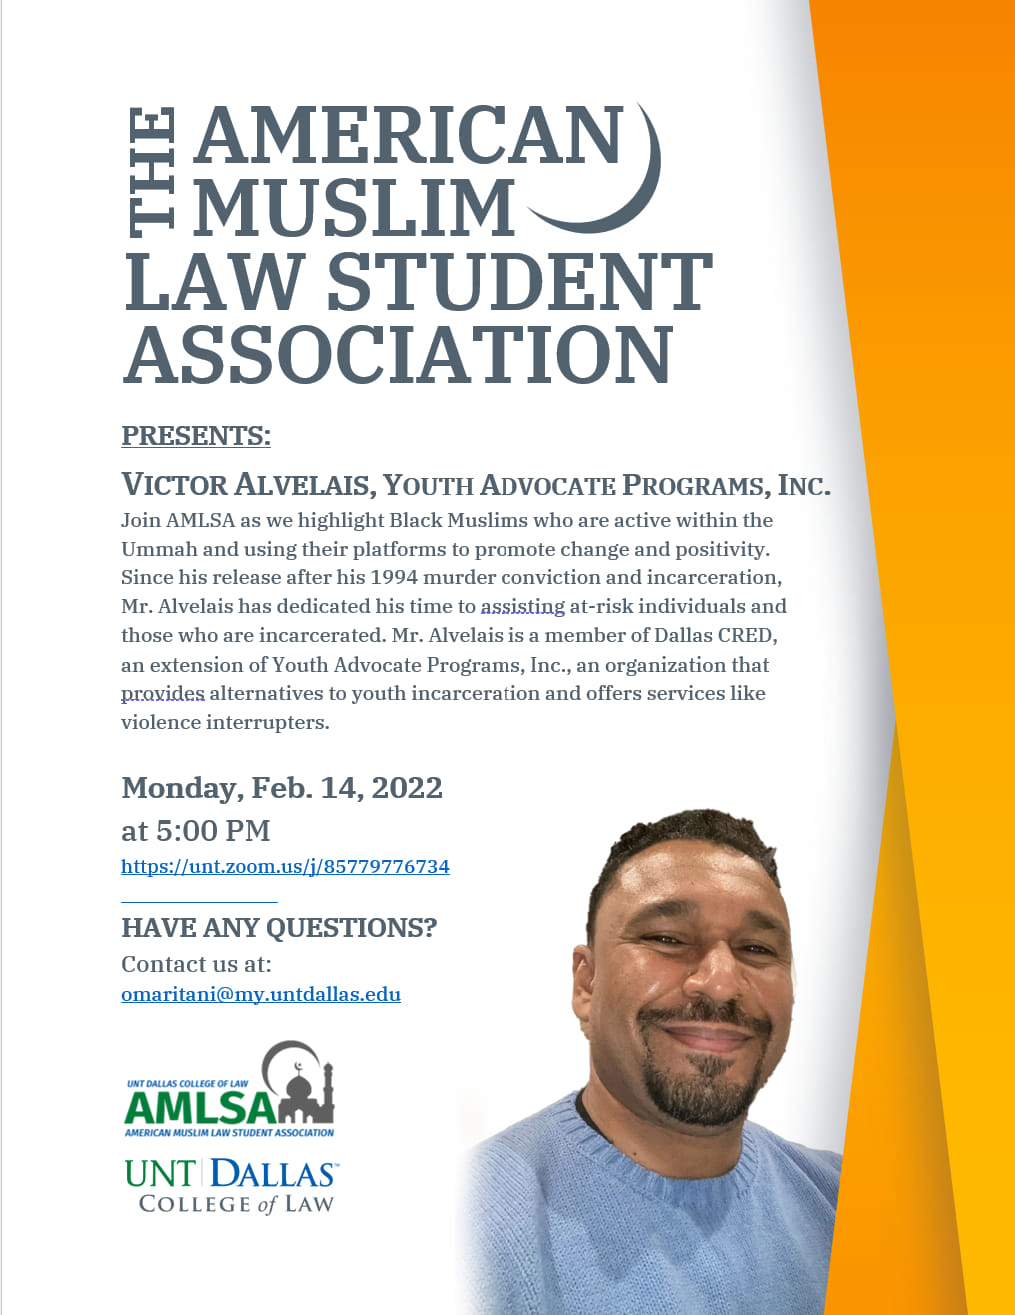 THE AMERICAN
MUSLIM
LAW STUDENT
ASSOCIATION
PRESENTS:
VICTOR ALVELAIS, YOUTH ADVOCATE PROGRAMS, INC.
Join AMLSA as we highlight Black Muslims who are active within the
Ummah and using their platforms to promote change and positivity.
Since his release after his 1994 murder conviction and incarceration,
Mr. Alvelais has dedicated his time to assisting at-risk individuals and
those who are incarcerated. Mr. Alvelais is a member of Dallas CRED,
an extension of Youth Advocate Programs, Inc., an organization that
provides alternatives to youth incarceration and offers services like
violence interrupters.
Monday, Feb. 14, 2022
at 5:00 PM
https://unt.zoom.us/j/85779776734
HAVE ANY QUESTIONS?
Contact us at:
omaritani@my.untdallas.edu
UNT DALLAS COLLEGE OF LAW
AMLSA
AMERICAN MUSLIM LAW STUDENT ASSOCIATION
UNT DALLAS™
COLLEGE of LAW